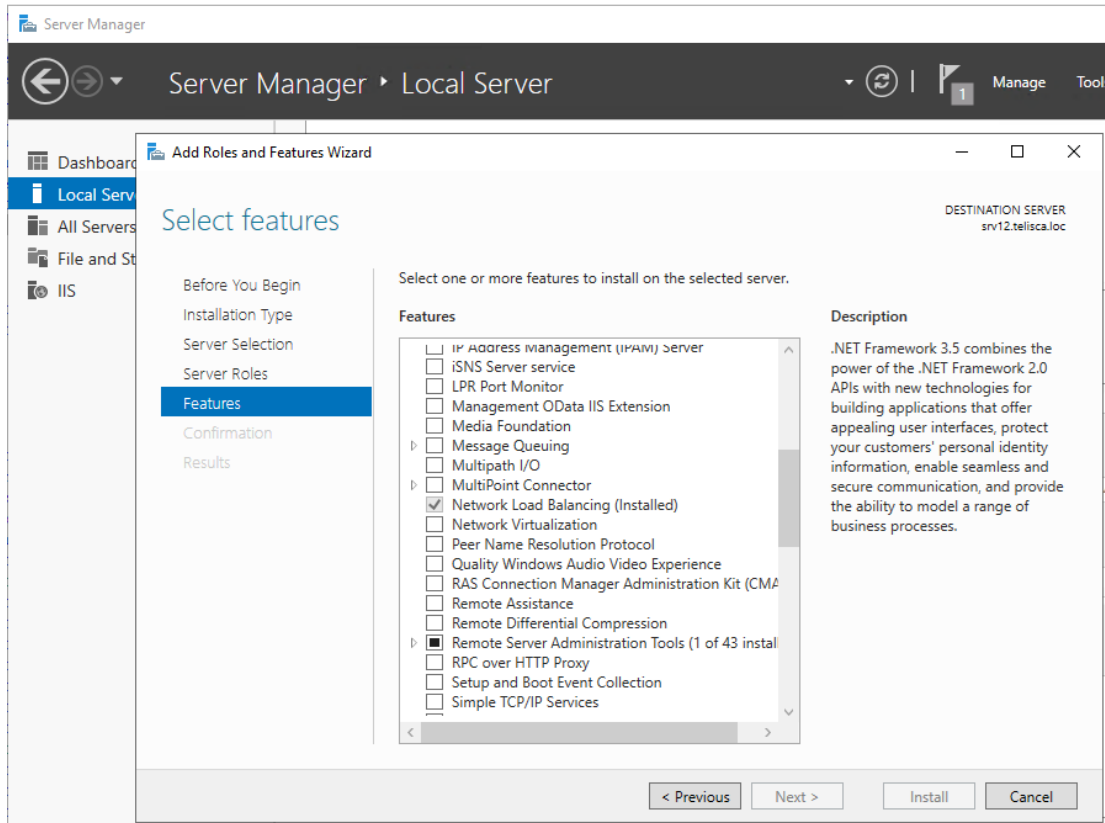 Server Manager
Server Manager ‣ Local Server
1
Manage
Tool
Dashboard
Local Serv
All Servers
File and St
IIS
Add Roles and Features Wizard
Select features
DESTINATION SERVER
srv12.telisca.loc
Before You Begin
Installation Type
Server Selection
Server Roles
Features
Confirmation
Results
Select one or more features to install on the selected server.
Features
IP Address Management (IPAM) Server
iSNS Server service
LPR Port Monitor
Management OData IIS Extension
Media Foundation
Message Queuing
Multipath I/O
MultiPoint Connector
Network Load Balancing (Installed)
Network Virtualization
Peer Name Resolution Protocol
Quality Windows Audio Video Experience
RAS Connection Manager Administration Kit (CMA
Remote Assistance
Remote Differential Compression
Remote Server Administration Tools (1 of 43 instal
RPC over HTTP Proxy
Setup and Boot Event Collection
Simple TCP/IP Services
Description
.NET Framework 3.5 combines the
power of the .NET Framework 2.0
APIs with new technologies for
building applications that offer
appealing user interfaces, protect
your customers' personal identity
information, enable seamless and
secure communication, and provide
the ability to model a range of
business processes.
< Previous
Next >
Install
Cancel